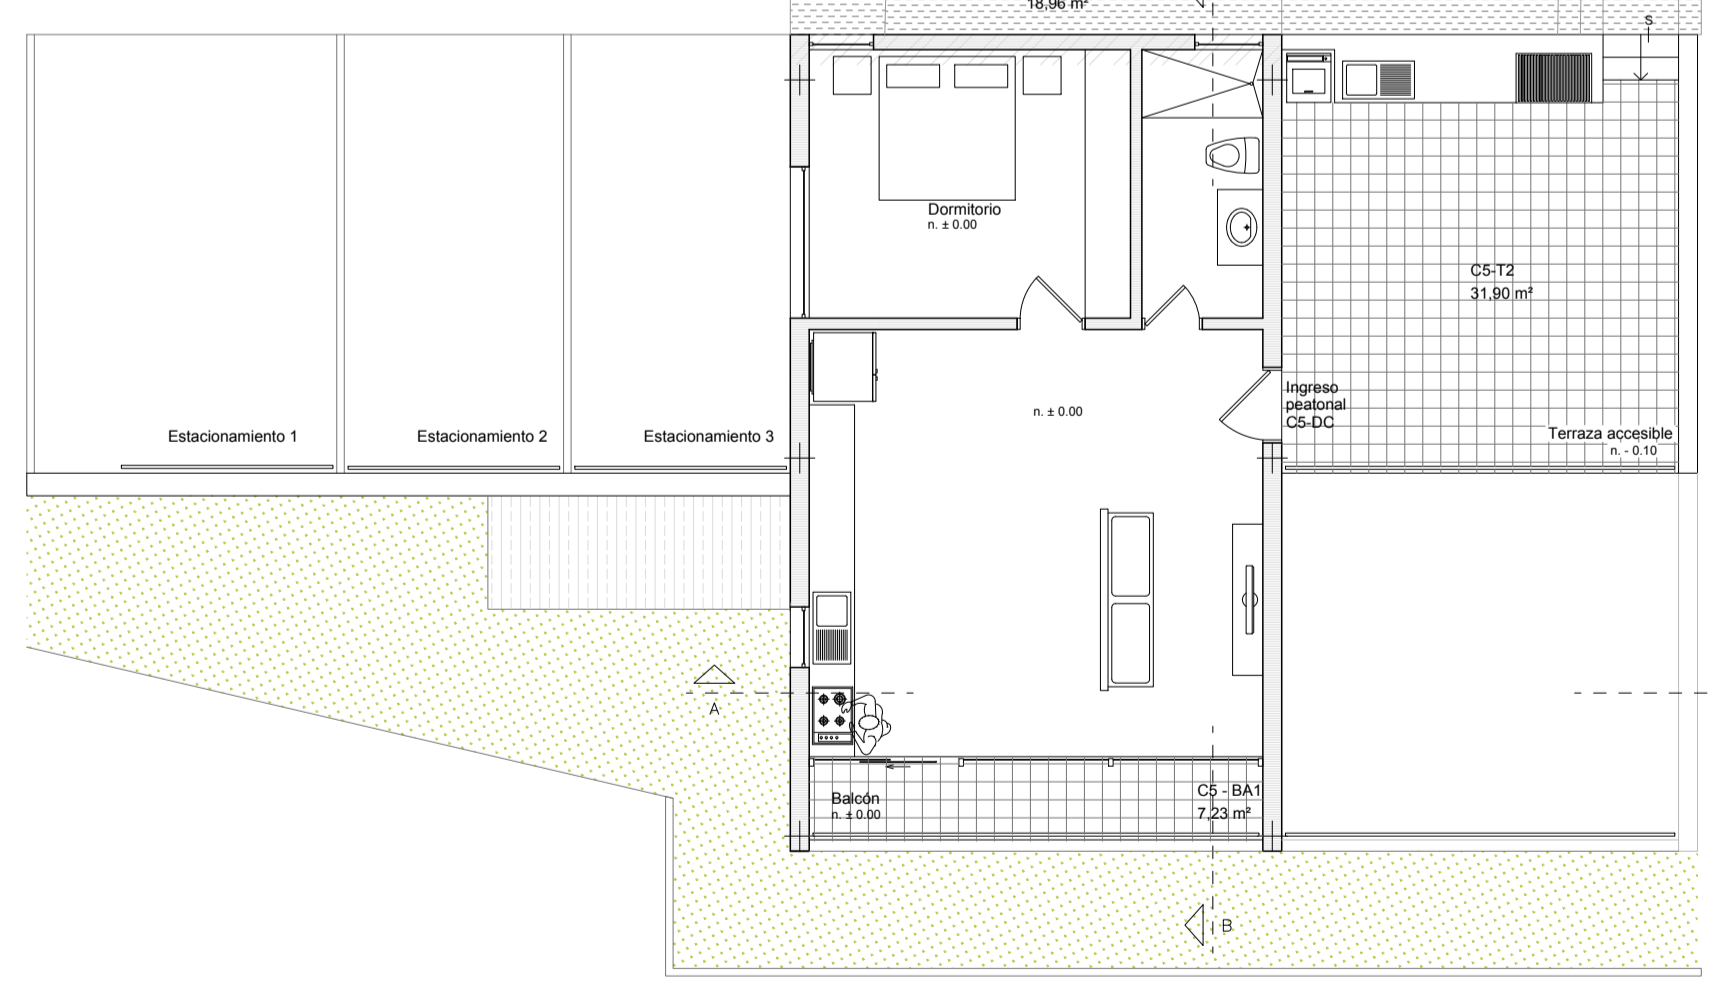 18,96 m²
S
Dormitorio
n. ± 0.00
C5-T2
31,90 m²
Ingreso
peatonal
C5-DC
n. ± 0.00
Estacionamiento 1
Estacionamiento 2
Estacionamiento 3
Terraza accesible
n. - 0.10
A
Balcón
n. ± 0.00
C5 - BA1
7,23 m²
B